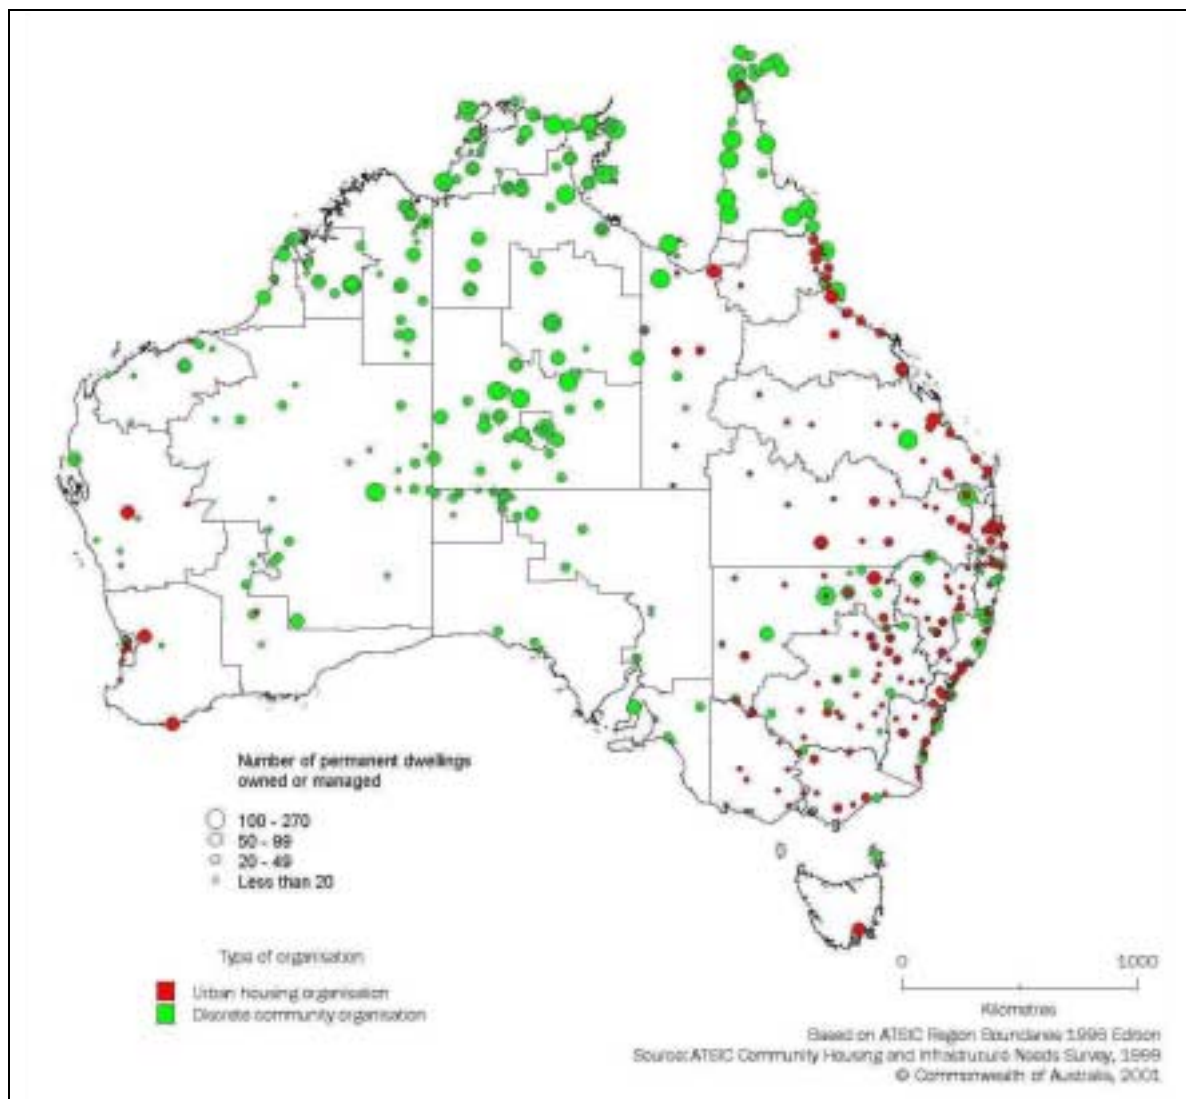 Number of permanent dwellings
owned or managed
100 - 270
50 - 99
20 - 49
Less than 20
Type of organisation
Urban housing organisation
Discrete community organisation
0 1000
Kilometres
Based on ATSIC Region Boundaries 1996 Edition
Source: ATSIC Community Housing and Infrastructure Needs Survey, 1999
© Commonwealth of Australia, 2001